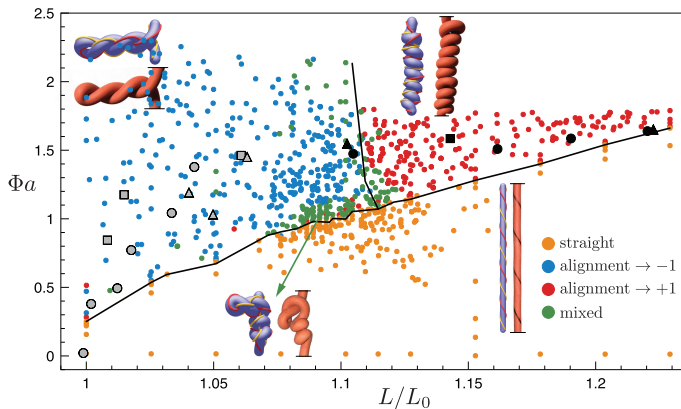 2.5
2
1.5
1
0.5
0
Φa
1
1.05
1.1
1.15
1.2
L/L₀
straight
alignment → −1
alignment → +1
mixed